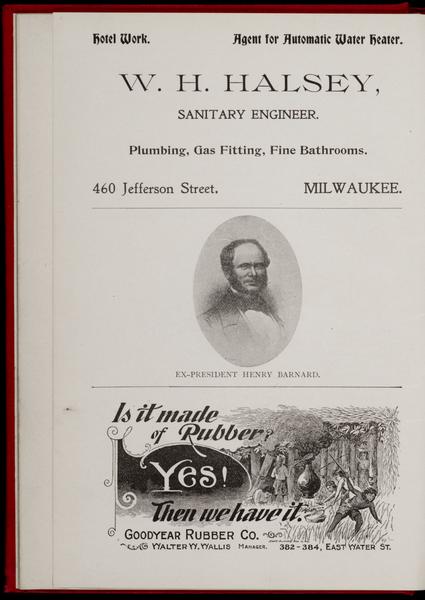 Hotel Work. Agent for Automatic Water Heater.
W. H. HALSEY,
SANITARY ENGINEER.
Plumbing, Gas Fitting, Fine Bathrooms.
460 Jefferson Street. MILWAUKEE.
EX-PRESIDENT HENRY BARNARD.
Is it made
of Rubber?
Yes!
Then we have it.
GOODYEAR RUBBER CO.
WALTER W. WALLIS MANAGER. 382-384, EAST WATER ST.